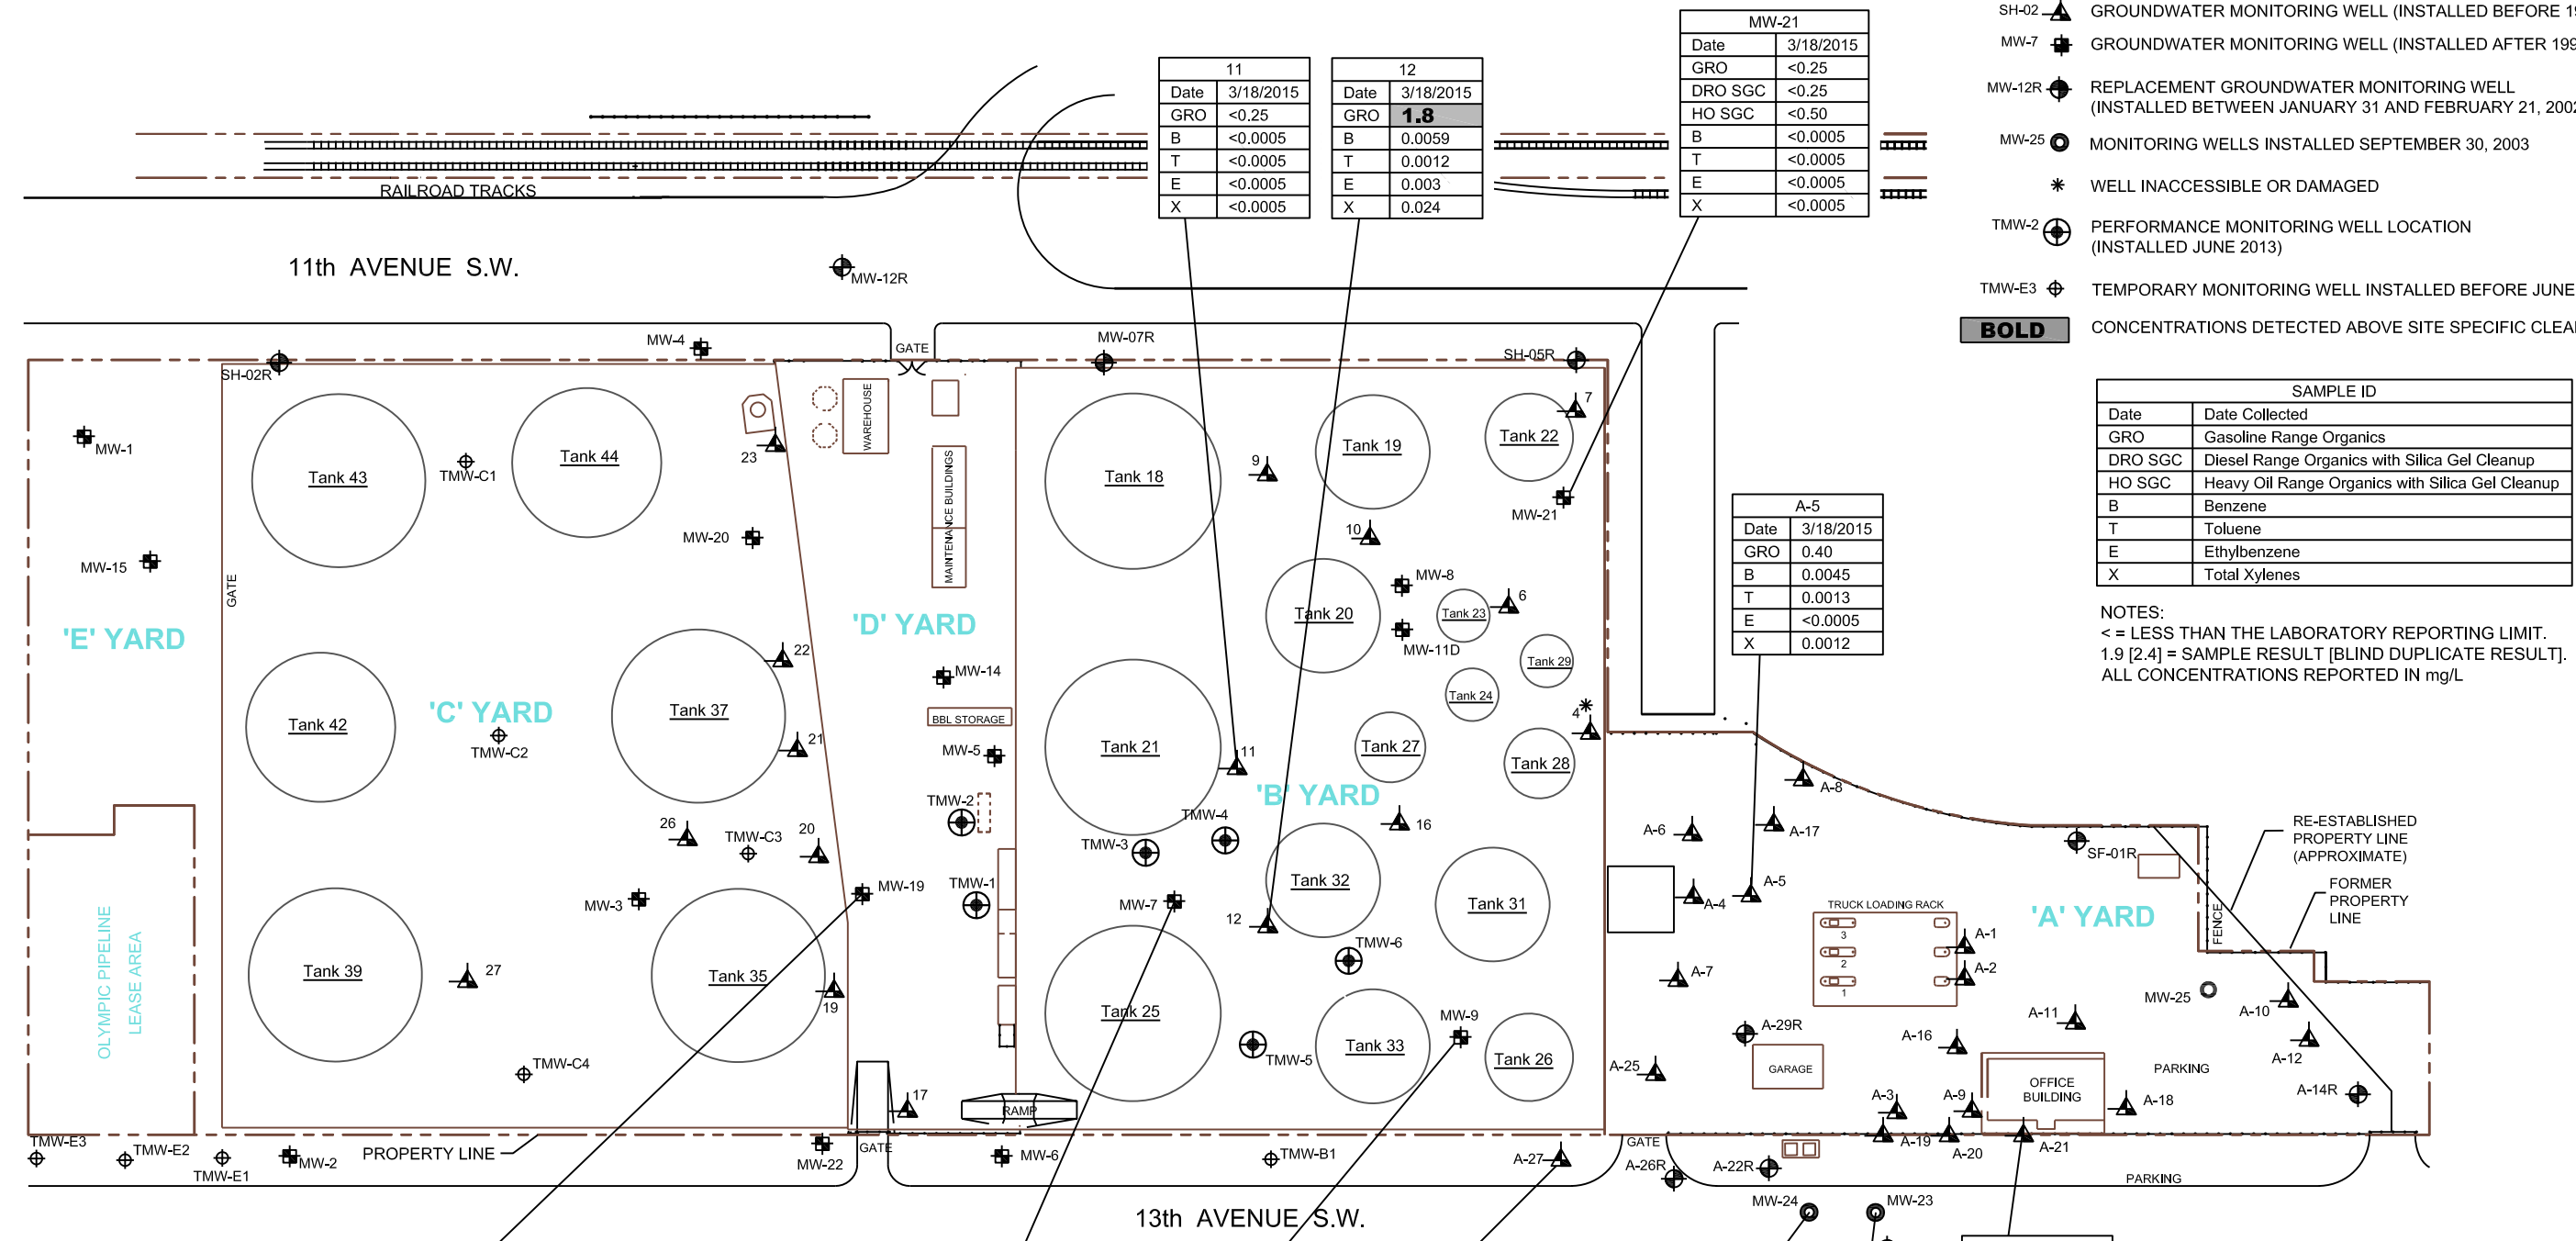 SH-02 GROUNDWATER MONITORING WELL (INSTALLED BEFORE
MW-7 GROUNDWATER MONITORING WELL (INSTALLED AFTER
MW-12R REPLACEMENT GROUNDWATER MONITORING WELL
(INSTALLED BETWEEN JANUARY 31 AND FEBRUARY 21, 2002
MW-25 MONITORING WELLS INSTALLED SEPTEMBER 30, 2003
* WELL INACCESSIBLE OR DAMAGED
TMW-2 PERFORMANCE MONITORING WELL LOCATION
(INSTALLED JUNE 2013)
TMW-E3 TEMPORARY MONITORING WELL INSTALLED BEFORE JUNE
BOLD CONCENTRATIONS DETECTED ABOVE SITE SPECIFIC
11
Date 3/18/2015
GRO <0.25
B <0.0005
T <0.0005
E <0.0005
X <0.0005
12
Date 3/18/2015
GRO 1.8
B 0.0059
T 0.0012
E 0.003
X 0.024
MW-21
Date 3/18/2015
GRO <0.25
DRO SGC <0.25
HO SGC <0.50
B <0.0005
T <0.0005
E <0.0005
X <0.0005
SAMPLE ID
Date Date Collected
GRO Gasoline Range Organics
DRO SGC Diesel Range Organics with Silica Gel Cleanup
HO SGC Heavy Oil Range Organics with Silica Gel Cleanup
B Benzene
T Toluene
E Ethylbenzene
X Total Xylenes
NOTES:
< = LESS THAN THE LABORATORY REPORTING LIMIT.
1.9 [2.4] = SAMPLE RESULT [BLIND DUPLICATE RESULT].
ALL CONCENTRATIONS REPORTED IN mg/L
A-5
Date 3/18/2015
GRO 0.40
B 0.0045
T 0.0013
E <0.0005
X 0.0012
RAILROAD TRACKS
11th AVENUE S.W.
MW-12R
MW-4
GATE
MW-07R
SH-05R
SH-02R
MW-1
MW-15
GATE
'E' YARD
OLYMPIC PIPELINE
LEASE AREA
Tank 43
TMW-C1
Tank 44
23
MW-20
22
Tank 37
21
'C' YARD
TMW-C2
Tank 42
26
TMW-C3
20
MW-3
Tank 39
27
Tank 35
19
TMW-C4
WAREHOUSE
MAINTENANCE BUILDINGS
'D' YARD
MW-14
BBL STORAGE
MW-5
TMW-2
TMW-1
MW-19
17
RAMP
Tank 18
9
Tank 19
Tank 22
7
MW-21
10
MW-8
6
Tank 20
Tank 23
MW-11D
Tank 29
Tank 24
4
*
Tank 21
11
Tank 27
Tank 28
'B' YARD
TMW-4
TMW-3
16
MW-7
Tank 32
12
Tank 31
TMW-6
Tank 25
TMW-5
Tank 33
MW-9
Tank 26
A-8
A-6
A-17
A-4
A-5
SF-01R
RE-ESTABLISHED
PROPERTY LINE
(APPROXIMATE)
FORMER
PROPERTY
LINE
FENCE
'A' YARD
TRUCK LOADING RACK
3
2
1
A-1
A-2
A-7
MW-25
A-10
A-11
A-12
A-29R
A-16
A-25
GARAGE
OFFICE
BUILDING
PARKING
A-14R
A-3
A-9
A-18
GATE
A-19
A-20
A-21
TMW-E3
TMW-E2
TMW-E1
MW-2
PROPERTY LINE
MW-22
GATE
MW-6
TMW-B1
A-27
A-26R
A-22R
PARKING
MW-24
MW-23
13th AVENUE S.W.